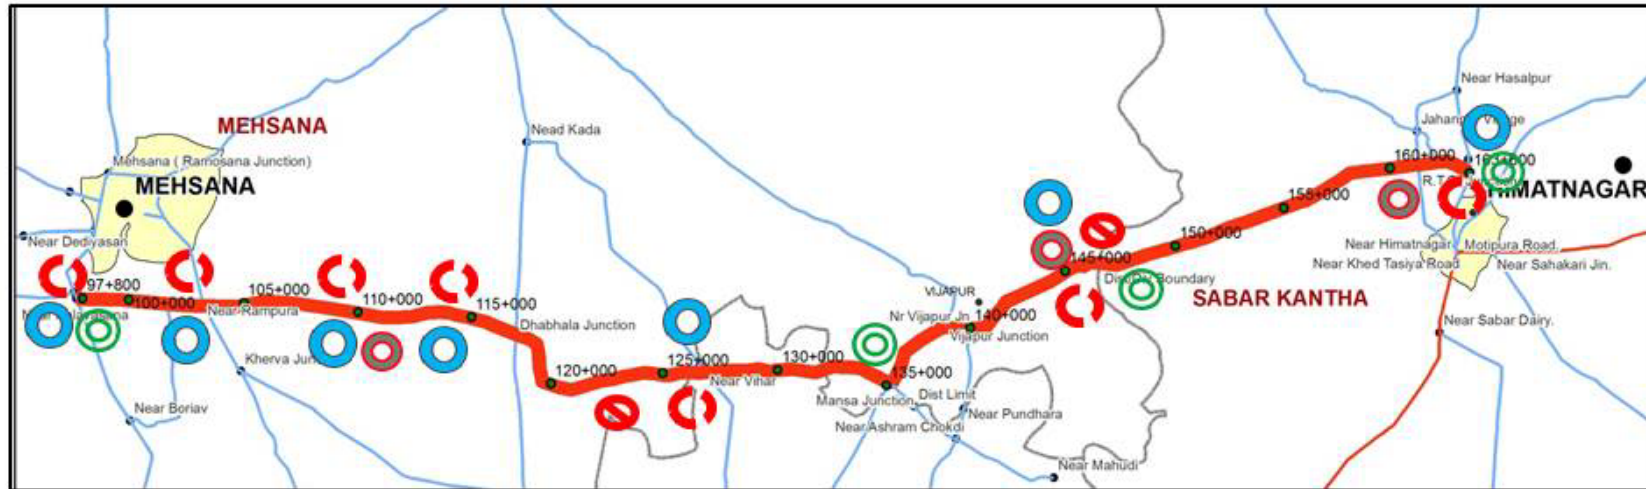 Near Hasalpur
MEHSANA
Nead Kada
Mehsana ( Ramosana Junction)
160+000
163+600
MEHSANA
HIMATNAGAR
155+000
Near Dediyasan
150+000
Near Himatnagar
Motipura Road.
145+000
Near Khed Tasiya Road
Near Sahakari Jin.
Boundary
97+800
100+000
105+000
110+000
115+000
VIJAPUR
SABAR KANTHA
Near Rampura
Nr Vijapur Jn
140+000
Dhabhala Junction
Vijapur Junction
Near Sabar Dairy.
Kherva
125+000
130+000
120+000
Near Vihar
135+000
Mansa Junction
Dist Limit
Near Boriav
Near Pundhara
Near Ashram Chokdi
Near Mahudi